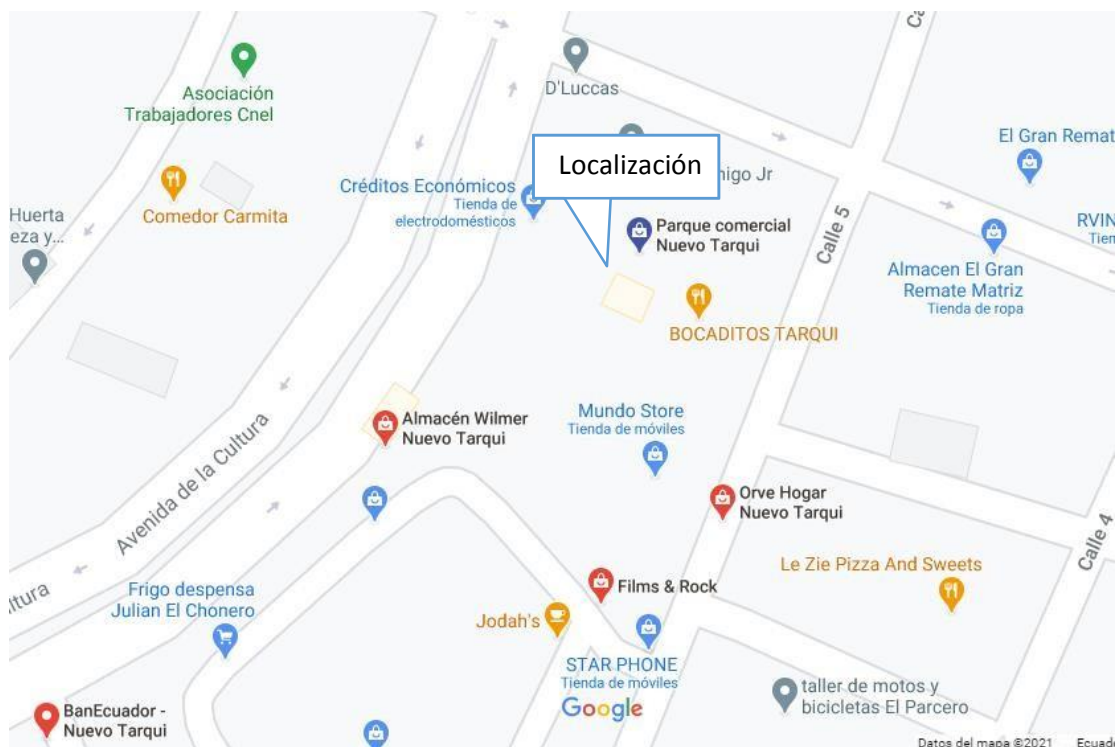 Asociación
Trabajadores Cnel
D'Luccas
El Gran Remat
Localización
Comedor Carmita
Créditos Económicos
Tienda de
electrodomésticos
Huerta
eza y...
nigo Jr
Parque comercial
Nuevo Tarqui
Calle 5
RVIN
Tien
Almacen El Gran
Remate Matriz
Tienda de ropa
BOCADITOS TARQUI
Almacén Wilmer
Nuevo Tarqui
Mundo Store
Tienda de móviles
Avenida de la Cultura
Orve Hogar
Nuevo Tarqui
Calle 4
Le Zie Pizza And Sweets
ltura
Frigo despensa
Julian El Chonero
Films & Rock
Jodah's
STAR PHONE
Tienda de móviles
Google
taller de motos y
bicicletas El Parcero
BanEcuador -
Nuevo Tarqui
Datos del mapa ©2021 Ecuad